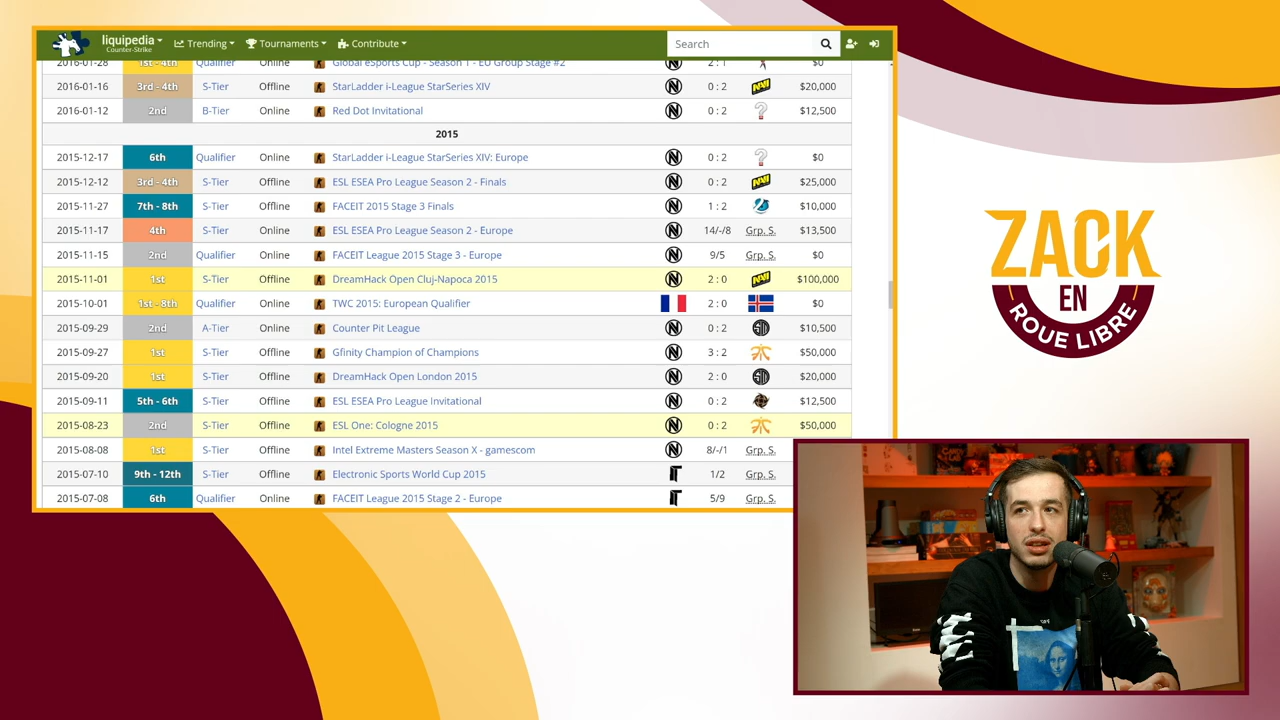 liquipedia
Counter-Strike
Trending
Tournaments
Contribute
Search
2016-01-28 1st - 4th Qualifier Online Global eSports Cup - Season 1 - EU Group Stage #2 2 : 1 $0
2016-01-16 3rd - 4th S-Tier Offline StarLadder i-League StarSeries XIV 0 : 2 $20,000
2016-01-12 2nd B-Tier Online Red Dot Invitational 0 : 2 $12,500
2015
2015-12-17 6th Qualifier Online StarLadder i-League StarSeries XIV: Europe 0 : 2 $0
2015-12-12 3rd - 4th S-Tier Offline ESL ESEA Pro League Season 2 - Finals 0 : 2 $25,000
2015-11-27 7th - 8th S-Tier Offline FACEIT 2015 Stage 3 Finals 1 : 2 $10,000
2015-11-17 4th S-Tier Offline ESL ESEA Pro League Season 2 - Europe 14/-/8 Grp. S. $13,500
2015-11-15 2nd Qualifier Online FACEIT League 2015 Stage 3 - Europe 9/5 Grp. S. $0
2015-11-01 1st S-Tier Offline DreamHack Open Cluj-Napoca 2015 2 : 0 $100,000
2015-10-01 1st - 8th Qualifier Online TWC 2015: European Qualifier 2 : 0 $0
2015-09-29 2nd A-Tier Online Counter Pit League 0 : 2 $10,500
2015-09-27 1st S-Tier Offline Gfinity Champion of Champions 3 : 2 $50,000
2015-09-20 1st S-Tier Offline DreamHack Open London 2015 2 : 0 $20,000
2015-09-11 5th - 6th S-Tier Offline ESL ESEA Pro League Invitational 0 : 2 $12,500
2015-08-23 2nd S-Tier Offline ESL One: Cologne 2015 0 : 2 $50,000
2015-08-08 1st S-Tier Offline Intel Extreme Masters Season X - gamescom 8/-/1 Grp. S.
2015-07-10 9th - 12th S-Tier Offline Electronic Sports World Cup 2015 1/2 Grp. S.
2015-07-08 6th Qualifier Online FACEIT League 2015 Stage 2 - Europe 5/9 Grp. S.
ZACK
EN
ROUE LIBRE